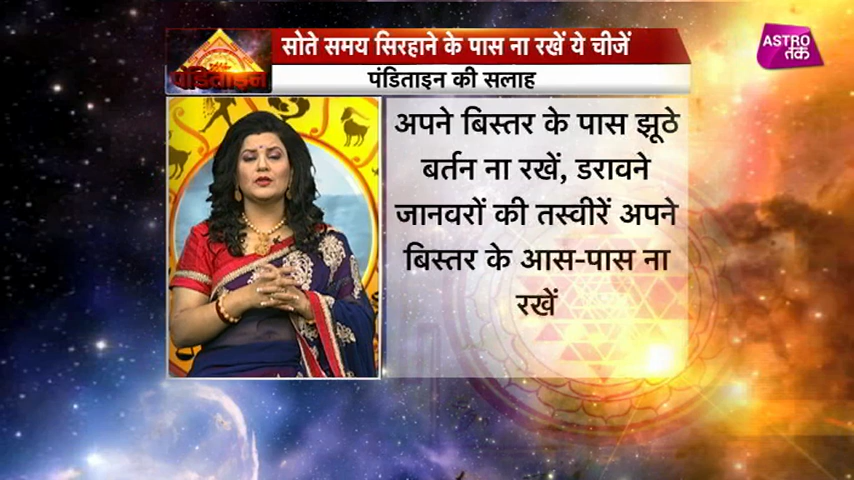 सोते समय सिरहाने के पास ना रखें ये चीजें
पंडिताइन
पंडिताइन की सलाह
ASTRO
तक
अपने बिस्तर के पास झूठे
बर्तन ना रखें, डरावने
जानवरों की तस्वीरें अपने
बिस्तर के आस-पास ना
रखें